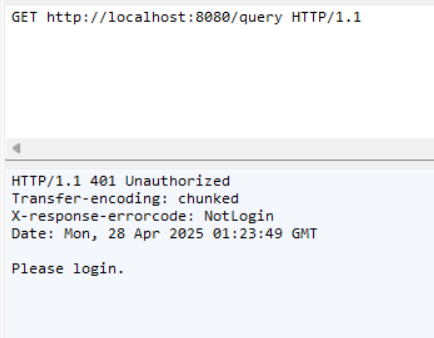 GET http://localhost:8080/query HTTP/1.1
HTTP/1.1 401 Unauthorized
Transfer-encoding: chunked
X-response-errorcode: NotLogin
Date: Mon, 28 Apr 2025 01:23:49 GMT
Please login.